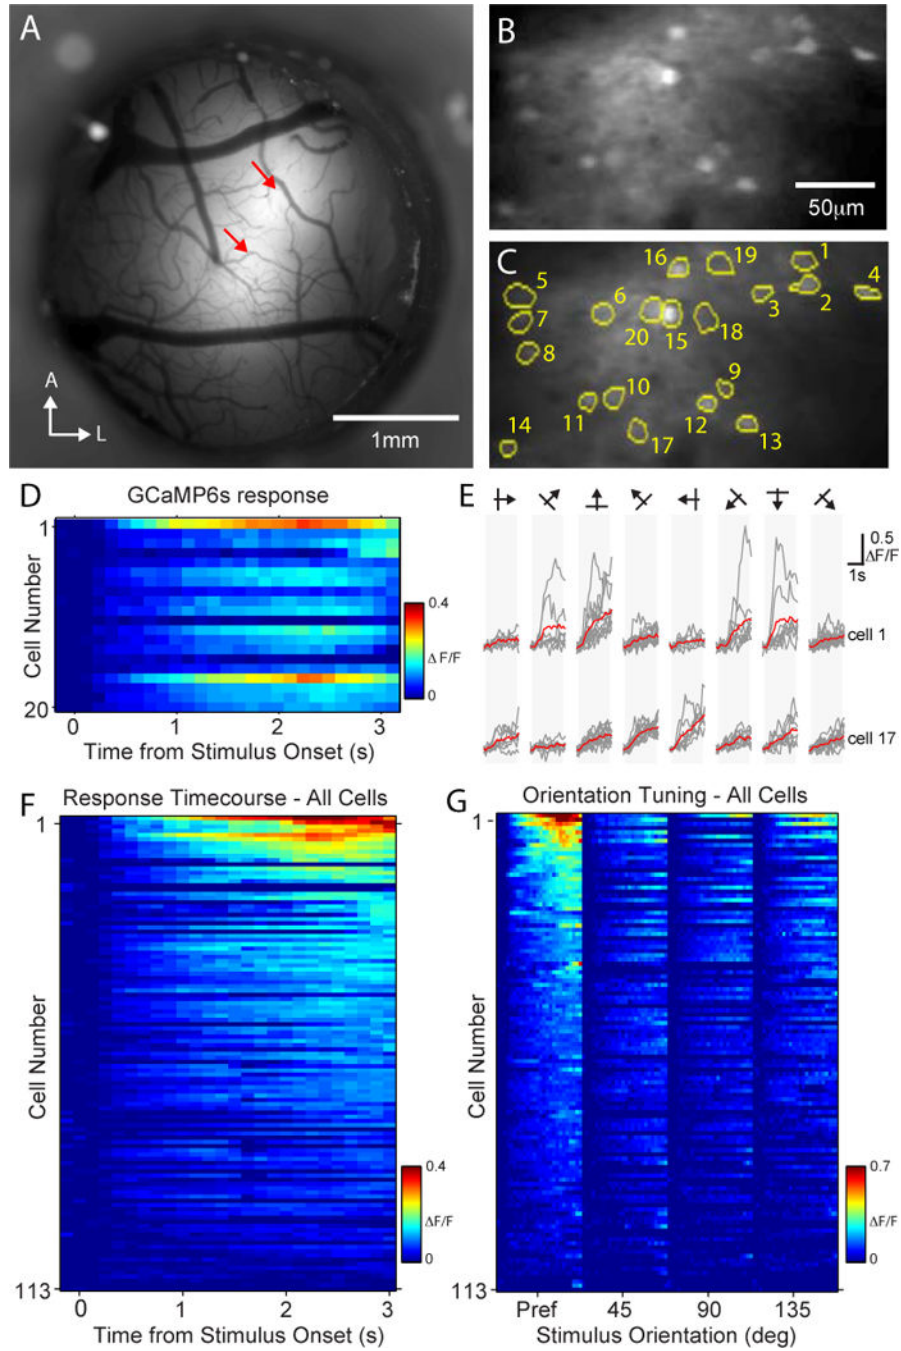 A
A
L
1mm
B
50μm
C
16
19
1
5
6
3
2
4
7
20
15
18
8
9
11
10
12
14
17
13
D
GCaMP6s response
1
Cell Number
20
0
1
2
3
Time from Stimulus Onset (s)
0.4
Δ F/F
0
E
0.5
ΔF/F
1s
cell 1
cell 17
F
Response Timecourse - All Cells
1
Cell Number
113
0
1
2
3
Time from Stimulus Onset (s)
0.4
ΔF/F
0
G
Orientation Tuning - All Cells
1
Cell Number
113
Pref
45
90
135
Stimulus Orientation (deg)
0.7
ΔF/F
0